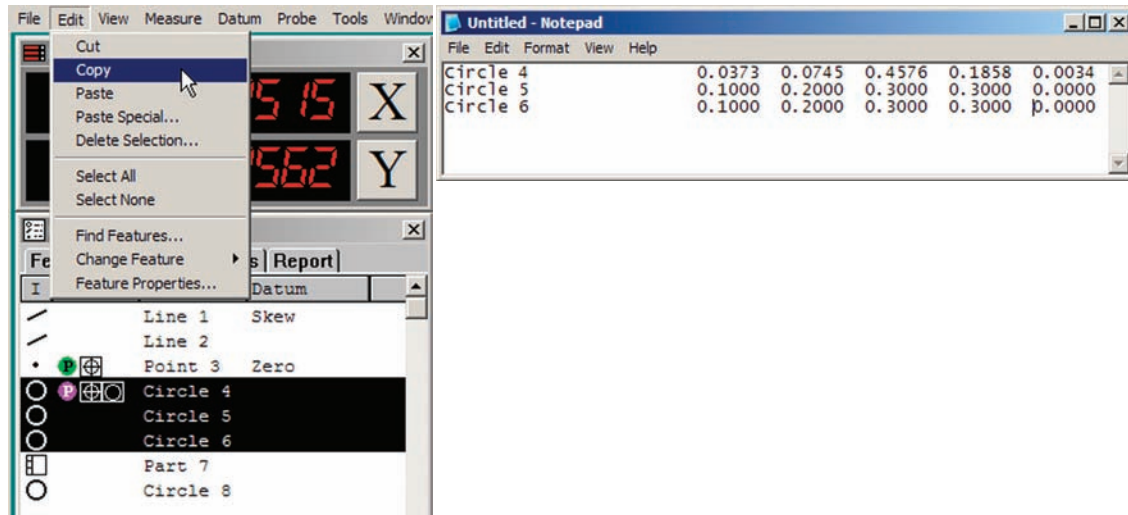 File Edit View Measure Datum Probe Tools Window
Cut
Copy
Paste
Paste Special...
Delete Selection...
Select All
Select None
Find Features...
Change Feature
Feature Properties...
515 X
562 Y
Fe s Report
I Datum
Line 1 Skew
Line 2
P Point 3 Zero
P Circle 4
Circle 5
Circle 6
Part 7
Circle 8
Untitled - Notepad
File Edit Format View Help
Circle 4 0.0373 0.0745 0.4576 0.1858 0.0034
Circle 5 0.1000 0.2000 0.3000 0.3000 0.0000
Circle 6 0.1000 0.2000 0.3000 0.3000 0.0000